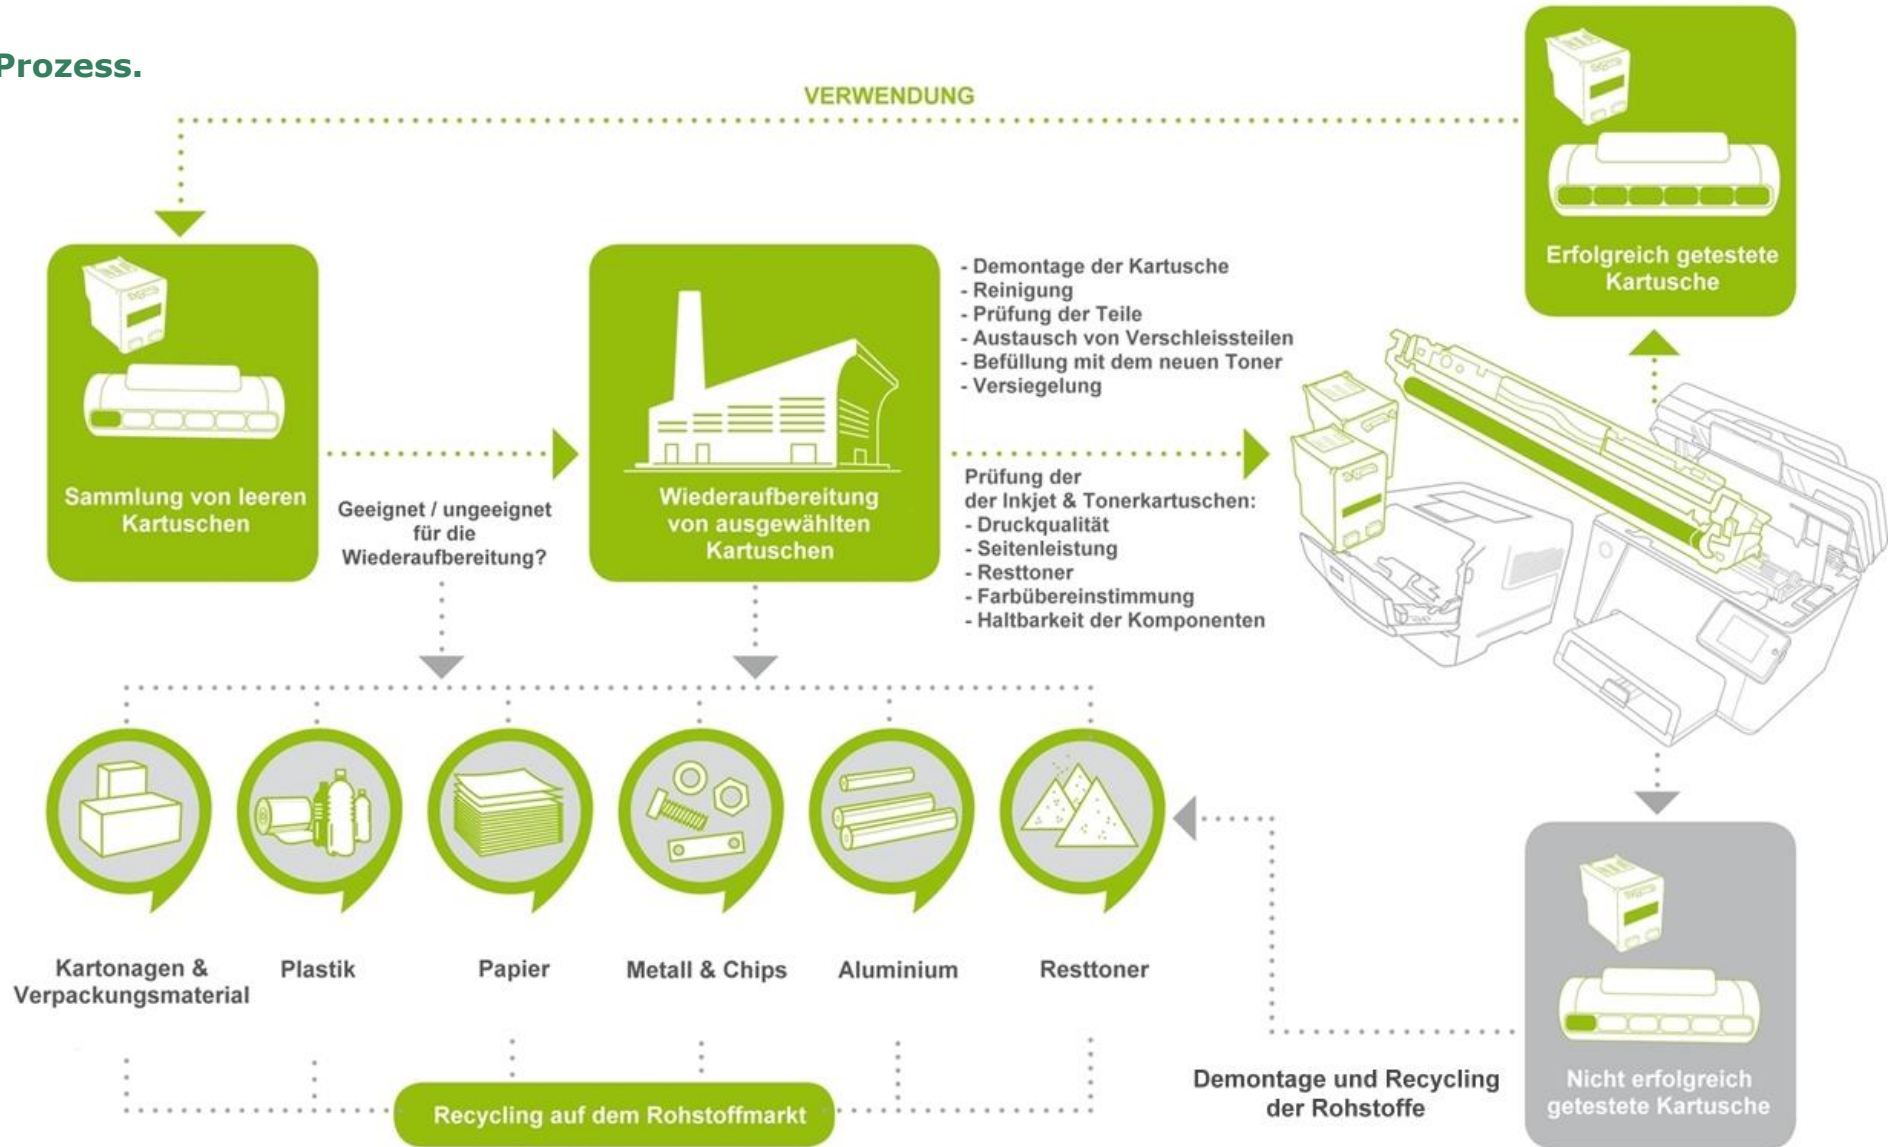 Prozess.
VERWENDUNG
Erfolgreich getestete
Kartusche
Sammlung von leeren
Kartuschen
Geeignet / ungeeignet
für die
Wiederaufbereitung?
Wiederaufbereitung
von ausgewählten
Kartuschen
- Demontage der Kartusche
- Reinigung
- Prüfung der Teile
- Austausch von Verschleissteilen
- Befüllung mit dem neuen Toner
- Versiegelung
Prüfung der
der Inkjet & Tonerkartuschen:
- Druckqualität
- Seitenleistung
- Resttoner
- Farbübereinstimmung
- Haltbarkeit der Komponenten
Kartonagen &
Verpackungsmaterial
Plastik
Papier
Metall & Chips
Aluminium
Resttoner
Demontage und Recycling
der Rohstoffe
Nicht erfolgreich
getestete Kartusche
Recycling auf dem Rohstoffmarkt